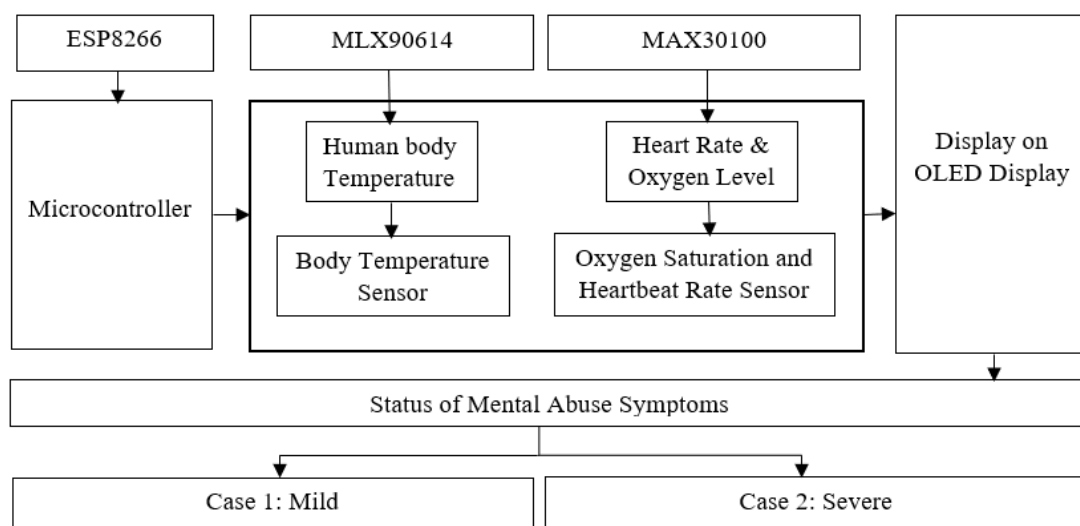 ESP8266
MLX90614
MAX30100
Microcontroller
Human body
Temperature
Heart Rate &
Oxygen Level
Body Temperature
Sensor
Oxygen Saturation and
Heartbeat Rate Sensor
Display on
OLED Display
Status of Mental Abuse Symptoms
Case 1: Mild
Case 2: Severe